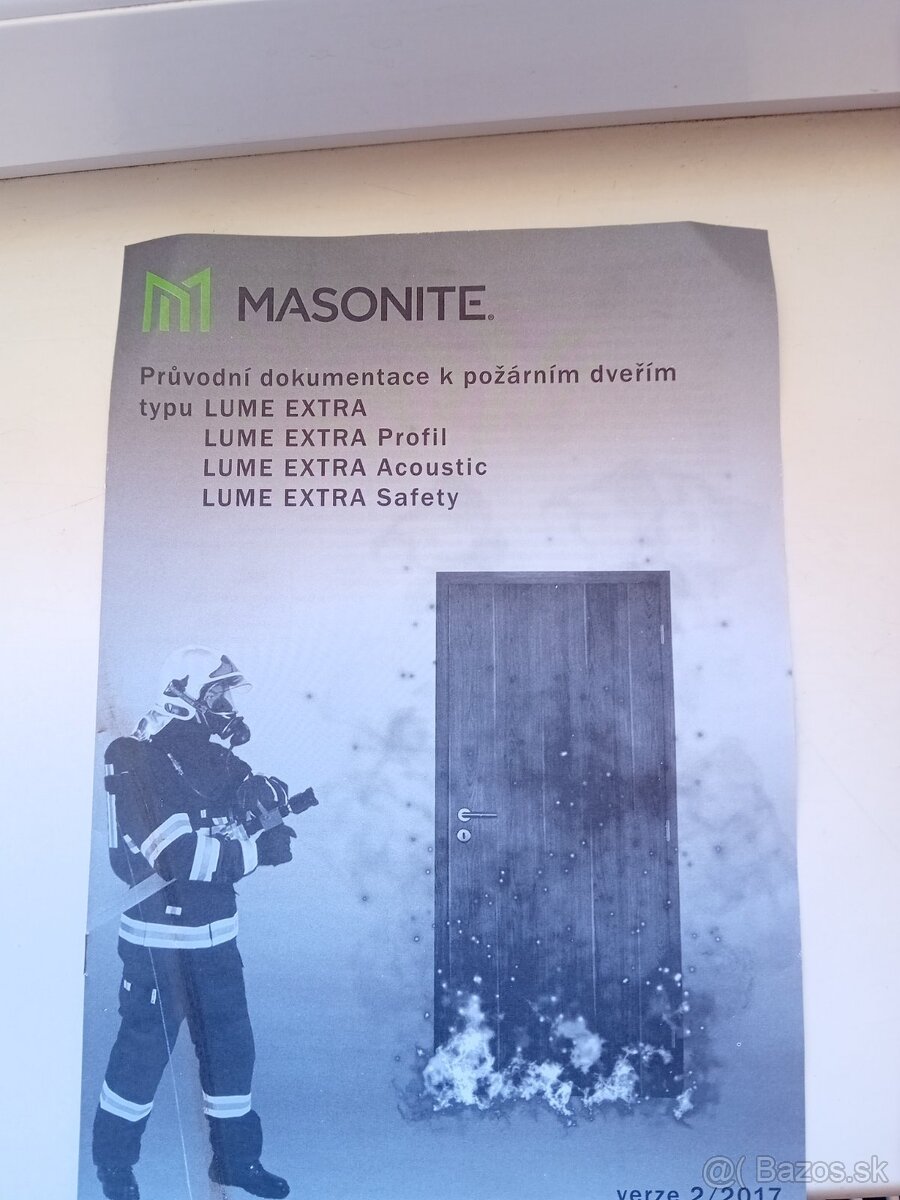 MASONITE®
Průvodní dokumentace k požárním dveřím
typu LUME EXTRA
LUME EXTRA Profil
LUME EXTRA Acoustic
LUME EXTRA Safety
verze 2/2017
@( Bazos.sk